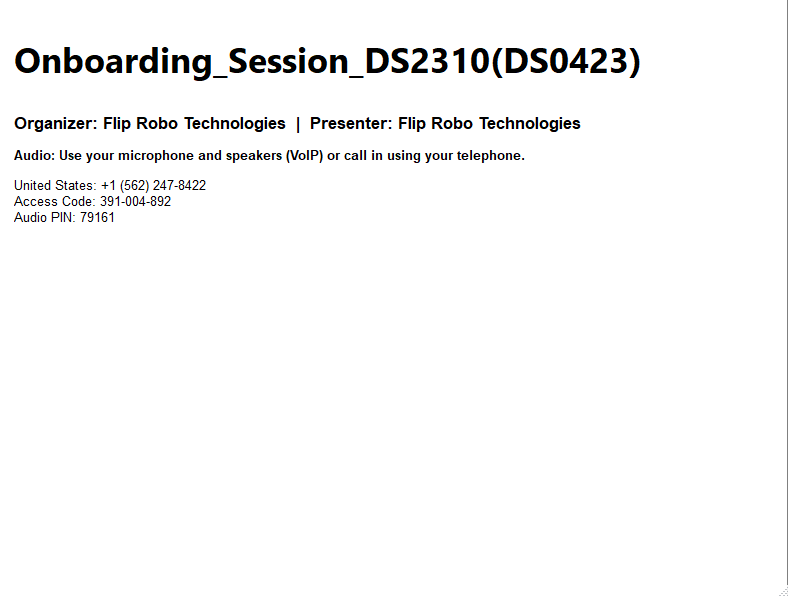 Onboarding_Session_DS2310(DS0423)
Organizer: Flip Robo Technologies | Presenter: Flip Robo Technologies
Audio: Use your microphone and speakers (VoIP) or call in using your telephone.
United States: +1 (562) 247-8422
Access Code: 391-004-892
Audio PIN: 79161